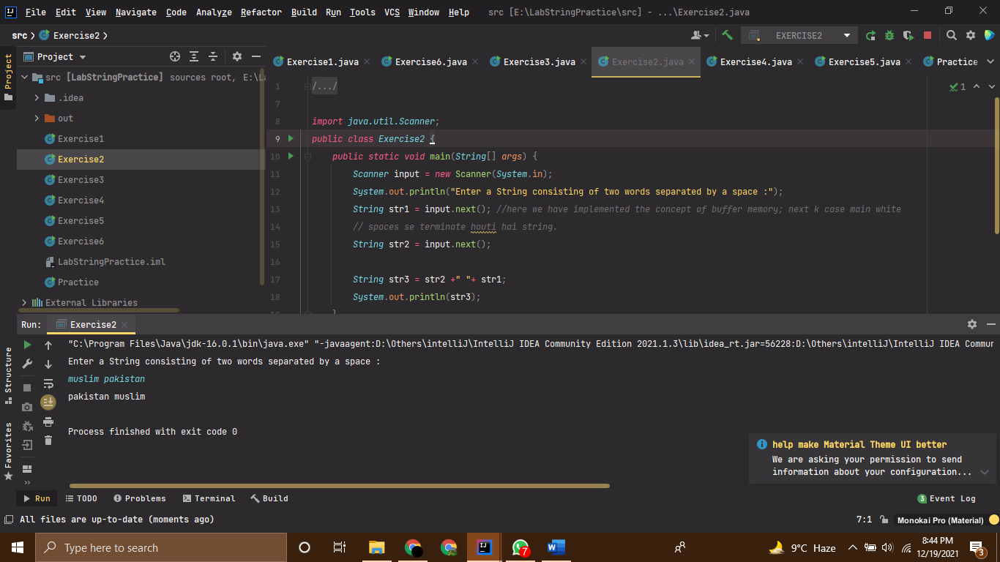 File Edit View Navigate Code Analyze Refactor Build Run Tools VCS Window Help src [E:\LabStringPractice\src] - ...\Exercise2.java
src Exercise2 EXERCISE2
Project
Project
Exercise1.java Exercise6.java Exercise3.java Exercise2.java Exercise4.java Exercise5.java Practice
src [LabStringPractice] sources root, E:\La
.idea
out
Exercise1
Exercise2
Exercise3
Exercise4
Exercise5
Exercise6
LabStringPractice.iml
Practice
External Libraries
1 /.../ 1
7
8 import java.util.Scanner;
9 public class Exercise2 {
10 public static void main(String[] args) {
11 Scanner input = new Scanner(System.in);
12 System.out.println("Enter a String consisting of two words separated by a space :");
13 String str1 = input.next(); //here we have implemented the concept of buffer memory; next k case main white
14 // spaces se terminate houti hai string.
15 String str2 = input.next();
16
17 String str3 = str2 +" "+ str1;
18 System.out.println(str3);
19 }
Run: Exercise2
"C:\Program Files\Java\jdk-16.0.1\bin\java.exe" "-javaagent:D:\Others\intelliJ\IntelliJ IDEA Community Edition 2021.1.3\lib\idea_rt.jar=56228:D:\Others\intelliJ\IntelliJ IDEA Commun
Enter a String consisting of two words separated by a space :
muslim pakistan
pakistan muslim
Process finished with exit code 0
Structure
Favorites
help make Material Theme UI better
We are asking your permission to send
information about your configuration...
Run TODO Problems Terminal Build 3 Event Log
All files are up-to-date (moments ago) 7:1 Monokai Pro (Material)
Type here to search 7 9°C Haze 8:44 PM
12/19/2021 3